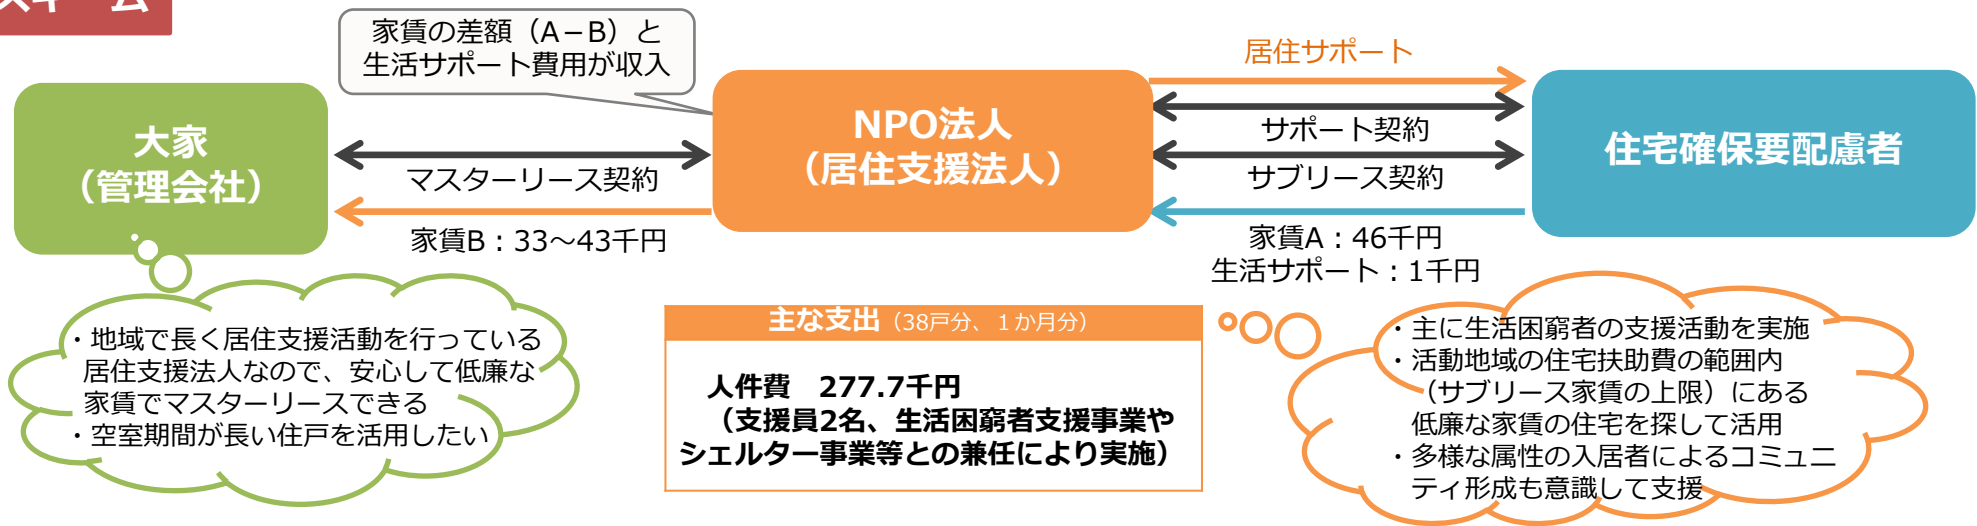 スキーム
家賃の差額（A－B）と
生活サポート費用が収入
大家
（管理会社）
マスターリース契約
家賃B：33～43千円
NPO法人
（居住支援法人）
居住サポート
サポート契約
サブリース契約
家賃A：46千円
生活サポート：1千円
住宅確保要配慮者
・地域で長く居住支援活動を行っている
居住支援法人なので、安心して低廉な
家賃でマスターリースできる
・空室期間が長い住戸を活用したい
主な支出（38戸分、１か月分）
人件費　277.7千円
（支援員2名、生活困窮者支援事業や
シェルター事業等との兼任により実施）
・主に生活困窮者の支援活動を実施
・活動地域の住宅扶助費の範囲内
（サブリース家賃の上限）にある
低廉な家賃の住宅を探して活用
・多様な属性の入居者によるコミュニ
ティ形成も意識して支援